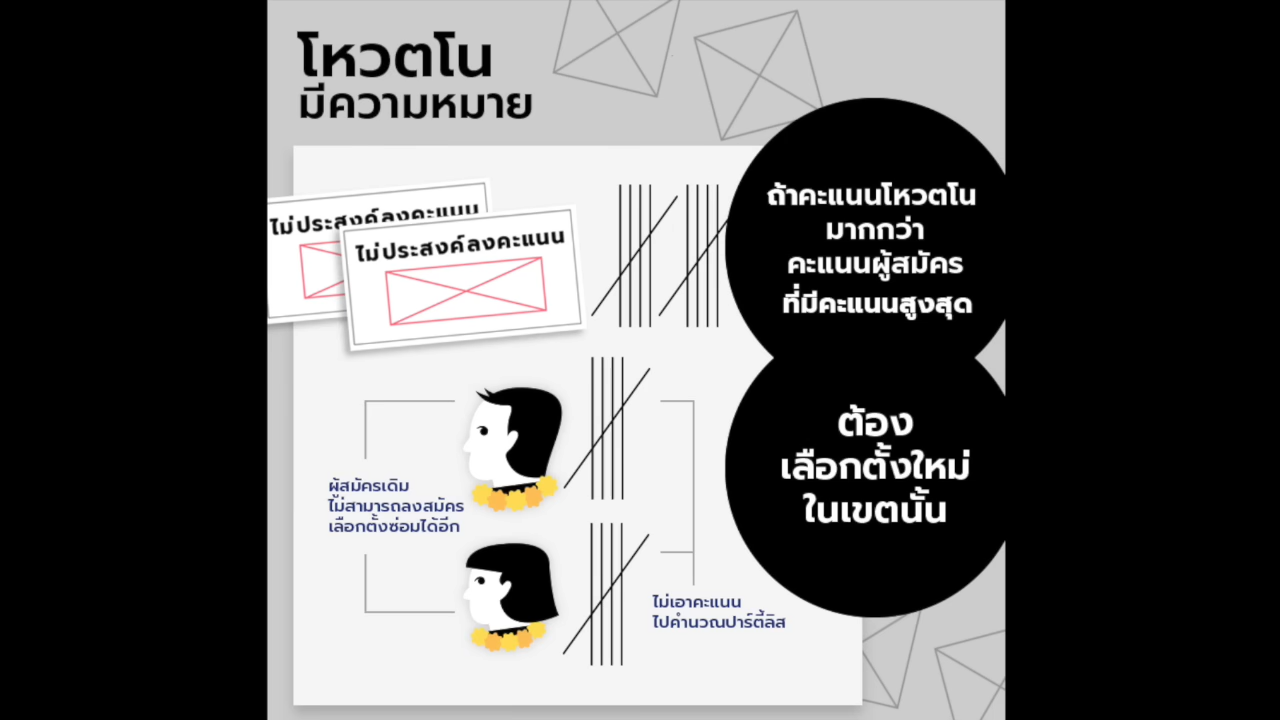 โหวตโน
มีความหมาย
ไม่ประสงค์ลงคะแนน
ไม่ประสงค์ลงคะแนน
ถ้าคะแนนโหวตโน
มากกว่า
คะแนนผู้สมัคร
ที่มีคะแนนสูงสุด
ต้อง
เลือกตั้งใหม่
ในเขตนั้น
ผู้สมัครเดิม
ไม่สามารถลงสมัคร
เลือกตั้งซ่อมได้อีก
ไม่เอาคะแนน
ไปคำนวณปาร์ตี้ลิส